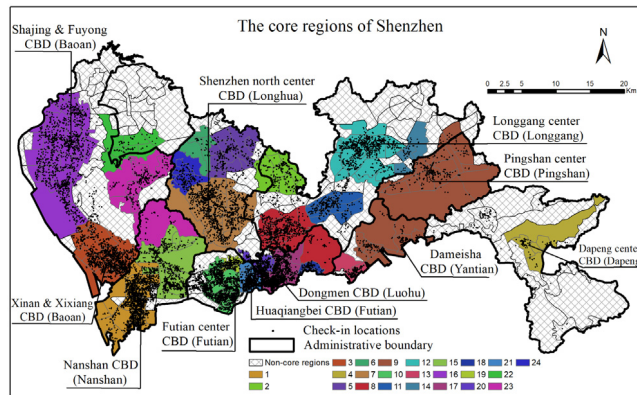 The core regions of Shenzhen
Shajing & Fuyong
CBD (Baoan)
Shenzhen north center
CBD (Longhua)
N
0 2.5 5 10 15 20
Km
Longgang center
CBD (Longgang)
Pingshan center
CBD (Pingshan)
Dameisha
CBD (Yantian)
Dapeng center
CBD (Dapeng)
Xinan & Xixiang
CBD (Baoan)
Nanshan CBD
(Nanshan)
Futian center
CBD (Futian)
Dongmen CBD (Luohu)
Huaqiangbei CBD (Futian)
Check-in locations
Administrative boundary
Non-core regions 3 6 9 12 15 18 21 24
1 4 7 10 13 16 19 22
2 5 8 11 14 17 20 23